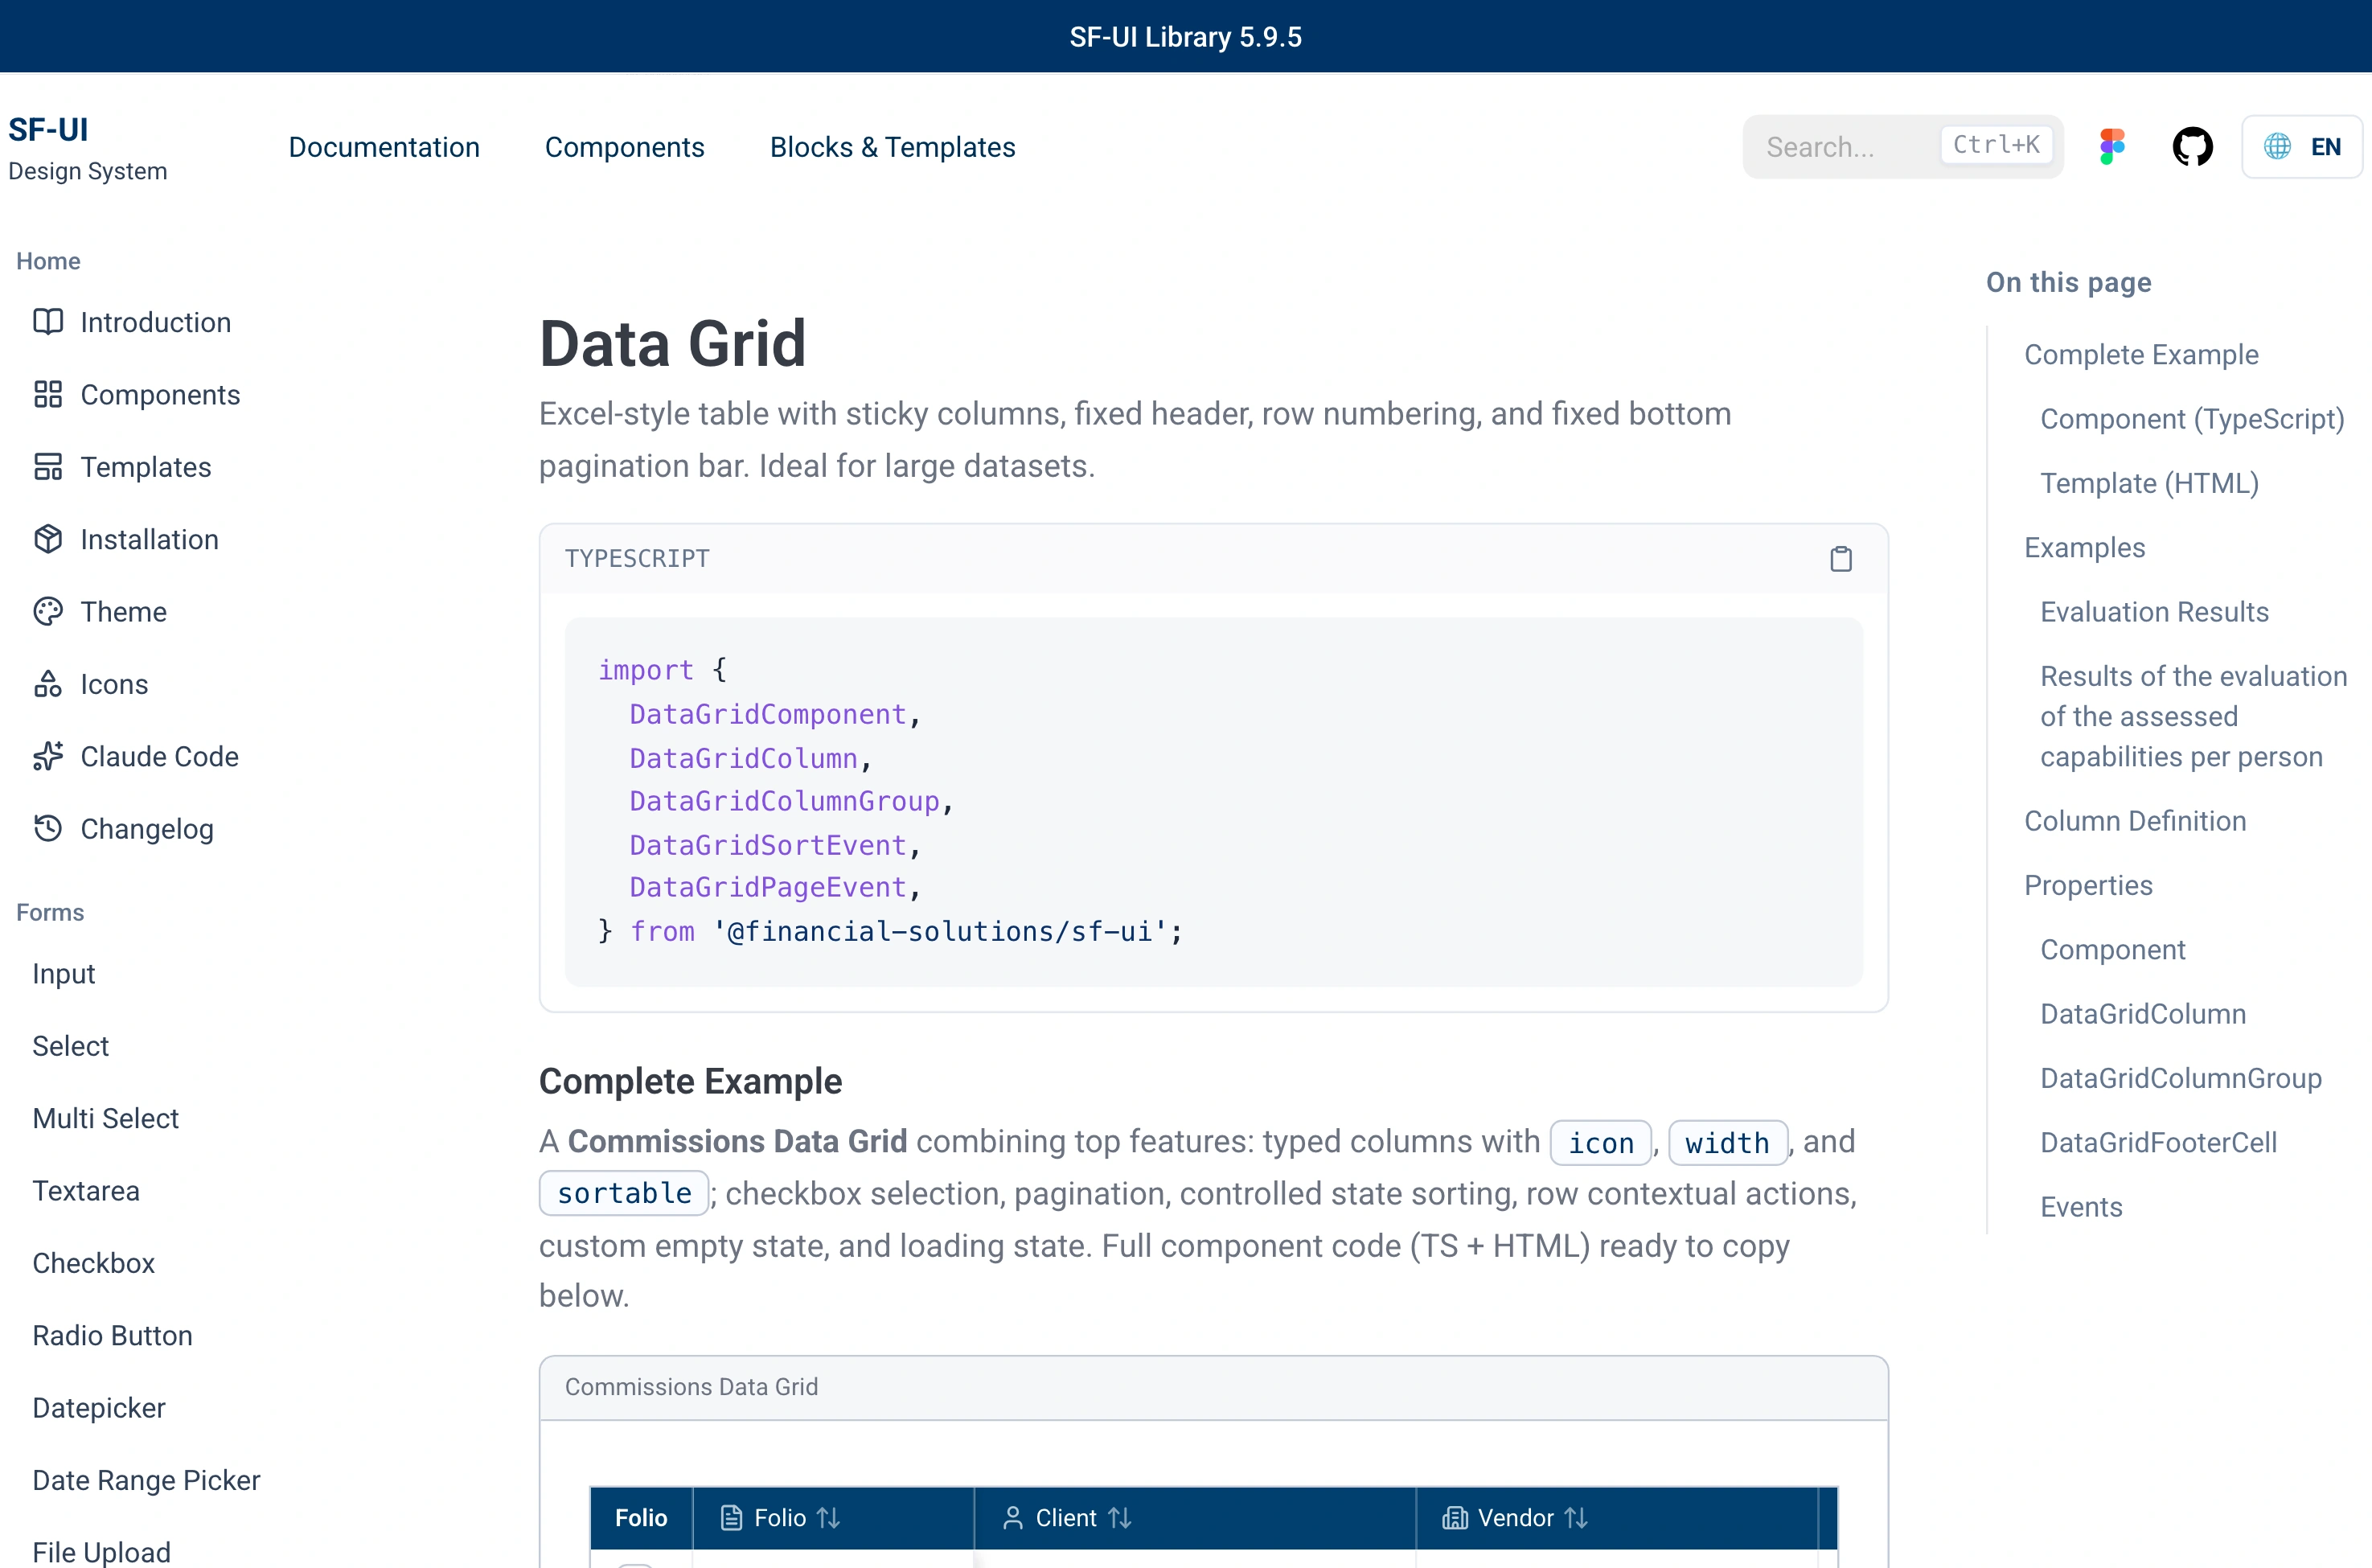 SF-UI Library 5.9.5
SF-UI
Design System
Documentation
Components
Blocks & Templates
Search...
Ctrl+K
EN
Home
Introduction
Components
Templates
Installation
Theme
Icons
Claude Code
Changelog
Forms
Input
Select
Multi Select
Textarea
Checkbox
Radio Button
Datepicker
Date Range Picker
File Upload
Data Grid
Excel-style table with sticky columns, fixed header, row numbering, and fixed bottom
pagination bar. Ideal for large datasets.
TYPESCRIPT
import {
  DataGridComponent,
  DataGridColumn,
  DataGridColumnGroup,
  DataGridSortEvent,
  DataGridPageEvent,
} from '@financial-solutions/sf-ui';
Complete Example
A Commissions Data Grid combining top features: typed columns with icon, width, and
sortable; checkbox selection, pagination, controlled state sorting, row contextual actions,
custom empty state, and loading state. Full component code (TS + HTML) ready to copy
below.
Commissions Data Grid
Folio
Folio
Client
Vendor
On this page
Complete Example
Component (TypeScript)
Template (HTML)
Examples
Evaluation Results
Results of the evaluation
of the assessed
capabilities per person
Column Definition
Properties
Component
DataGridColumn
DataGridColumnGroup
DataGridFooterCell
Events